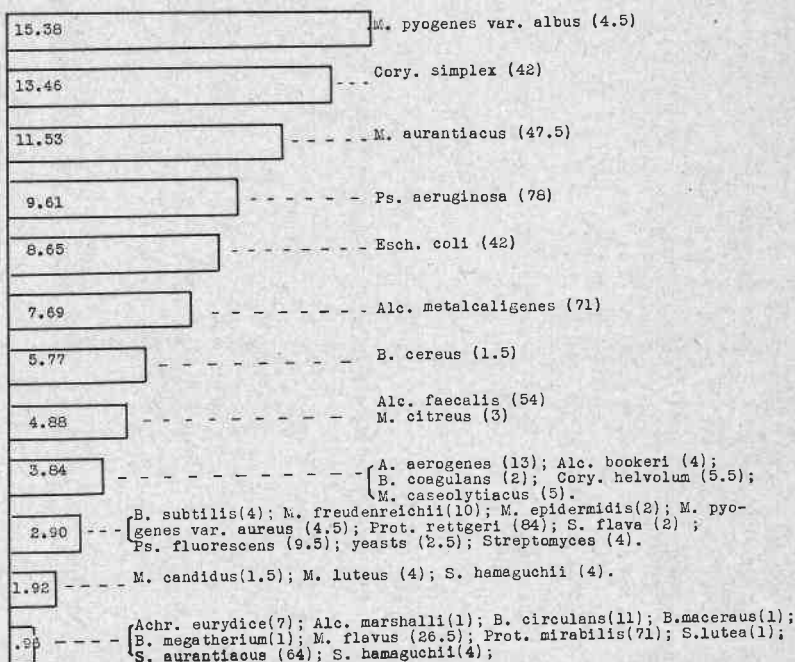 15.38 M. pyogenes var. albus (4.5)
13.46 Cory. simplex (42)
11.53 M. aurantiacus (47.5)
9.61 Ps. aeruginosa (78)
8.65 Esch. coli (42)
7.69 Alc. metalcaligenes (71)
5.77 B. cereus (1.5)
Alc. faecalis (54)
4.88 M. citreus (3)
3.84 A. aerogenes (13); Alc. bookeri (4);
B. coagulans (2); Cory. helvolum (5.5);
M. caseolytiacus (5).
B. subtilis(4); M. freudenreichii(10); M. epidermidis(2); M. pyo-
2.90 genes var. aureus (4.5); Prot. rettgeri (84); S. flava (2) ;
Ps. fluorescens (9.5); yeasts (2.5); Streptomyces (4).
1.92 M. candidus(1.5); M. luteus (4); S. hamaguchii (4).
Achr. eurydice(7); Alc. marshalli(1); B. circulans(11); B.maceraus(1);
.96 B. megatherium(1); M. flavus (26.5); Prot. mirabilis(71); S.lutea(1);
S. aurantiaous (64); S. hamaguchii(4);